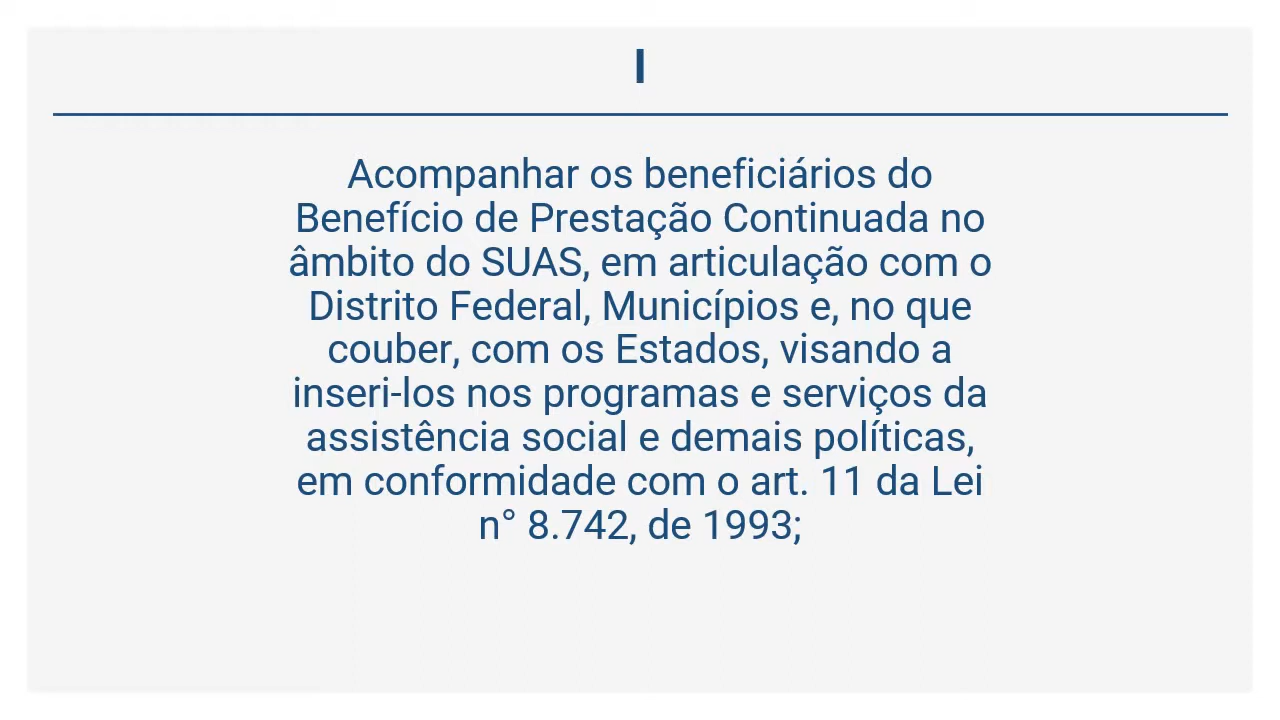 I
Acompanhar os beneficiários do
Benefício de Prestação Continuada no
âmbito do SUAS, em articulação com o
Distrito Federal, Municípios e, no que
couber, com os Estados, visando a
inseri-los nos programas e serviços da
assistência social e demais políticas,
em conformidade com o art. 11 da Lei
n° 8.742, de 1993;